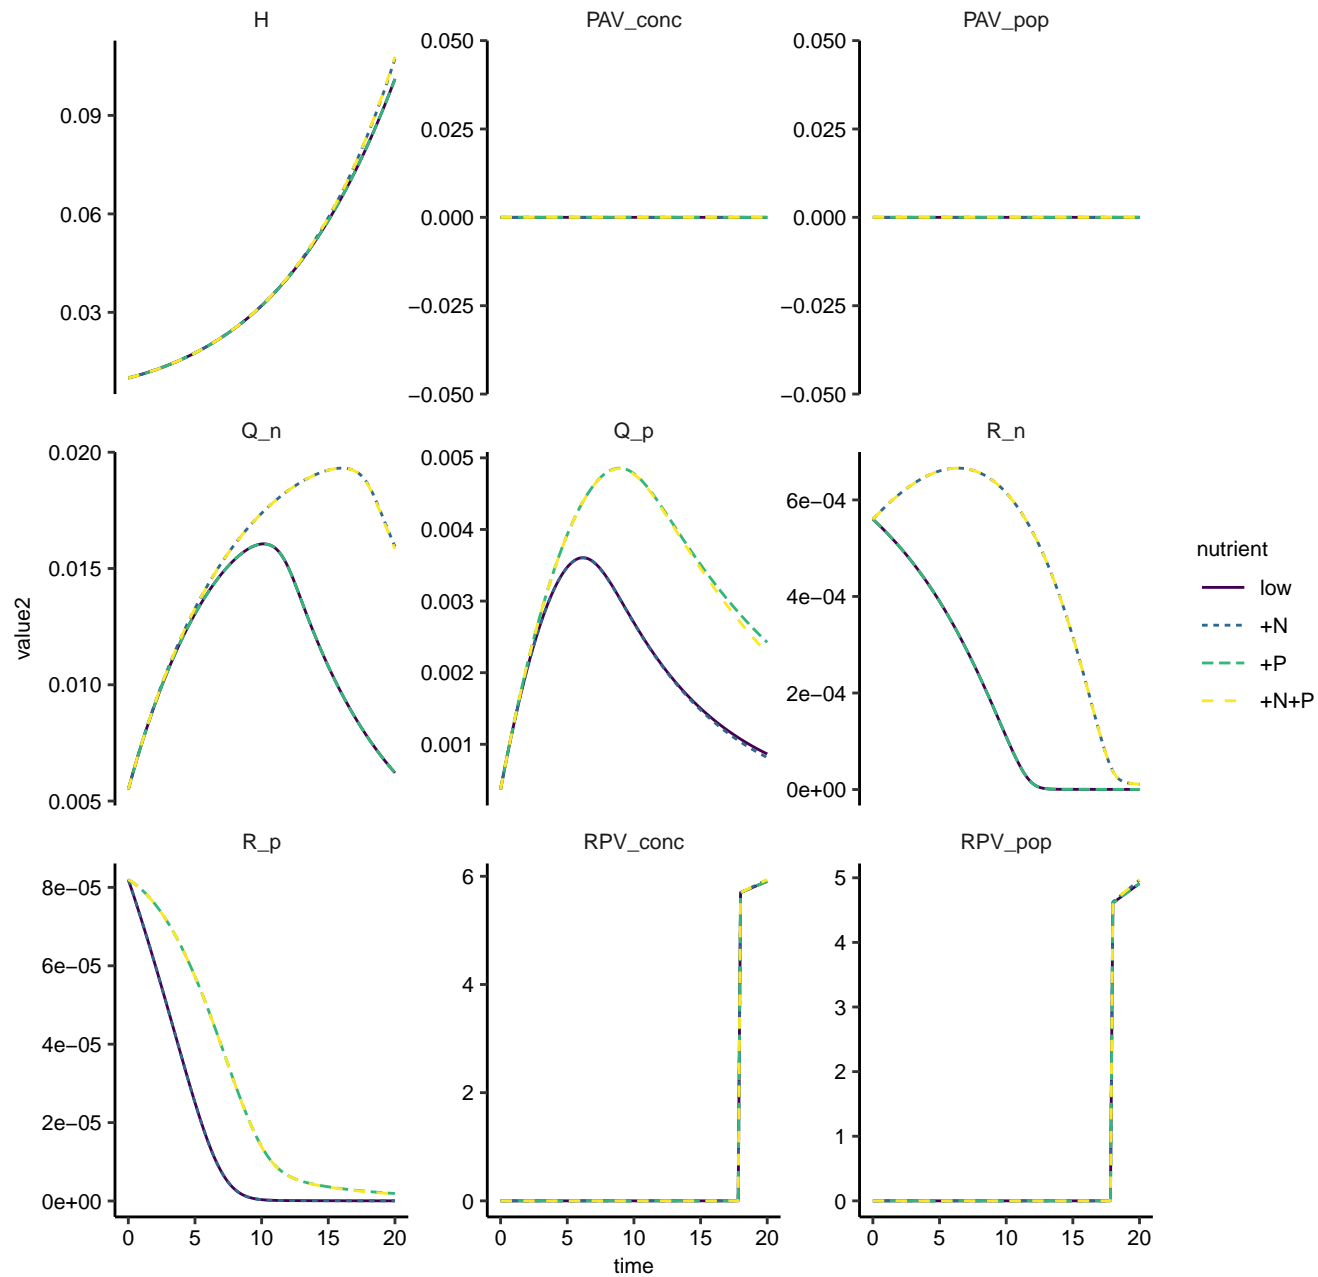 H
PAV_conc
PAV_pop
0.09
0.06
0.03
0.050
0.025
0.000
−0.025
−0.050
0.050
0.025
0.000
−0.025
−0.050
Q_n
Q_p
R_n
0.020
0.015
0.010
0.005
0.005
0.004
0.003
0.002
0.001
6e−04
4e−04
2e−04
0e+00
value2
R_p
RPV_conc
RPV_pop
8e−05
6e−05
4e−05
2e−05
0e+00
6
4
2
0
5
4
3
2
1
0
0 5 10 15 20
0 5 10 15 20
0 5 10 15 20
time
nutrient
low
+N
+P
+N+P